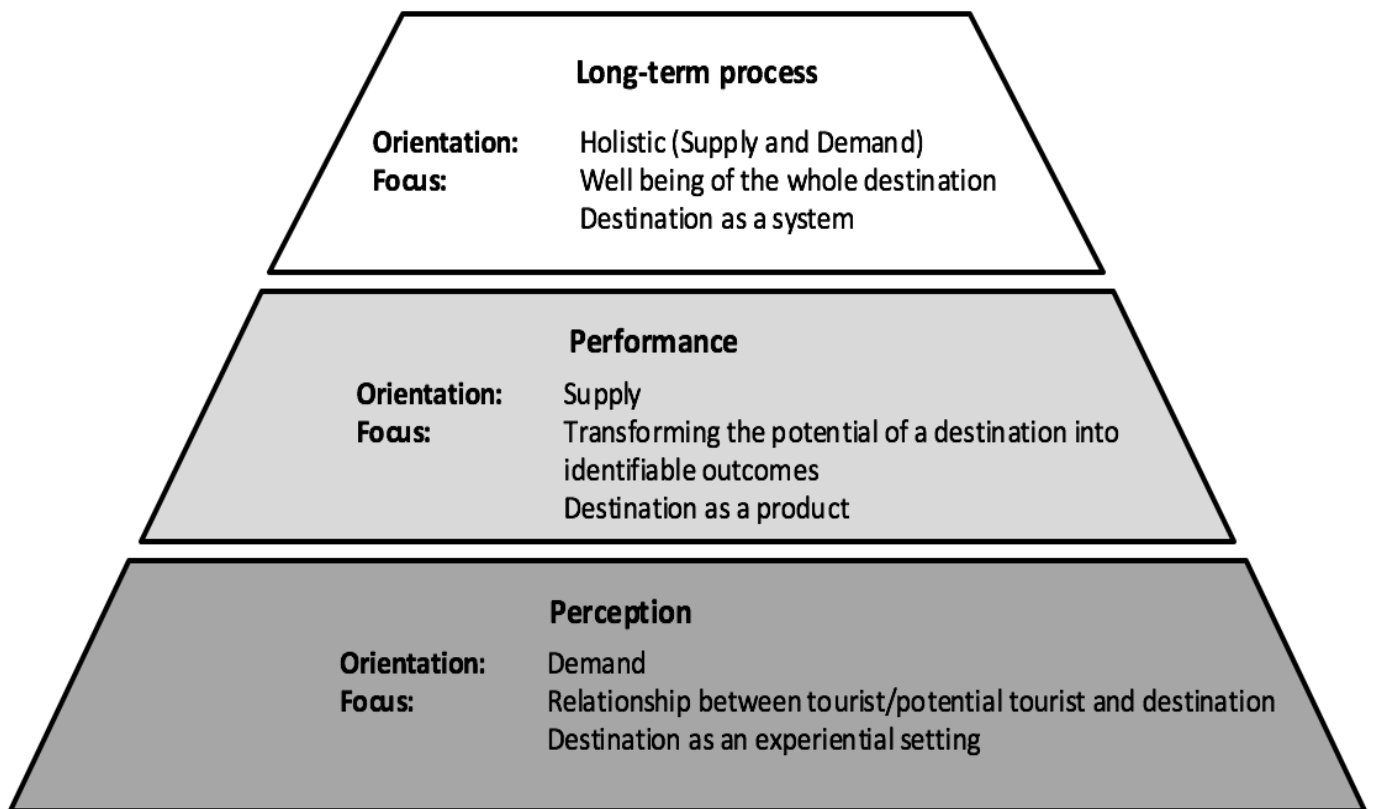 Long-term process
Orientation: Holistic (Supply and Demand)
Focus: Well being of the whole destination
Destination as a system
Performance
Orientation: Supply
Focus: Transforming the potential of a destination into
identifiable outcomes
Destination as a product
Perception
Orientation: Demand
Focus: Relationship between tourist/potential tourist and destination
Destination as an experiential setting